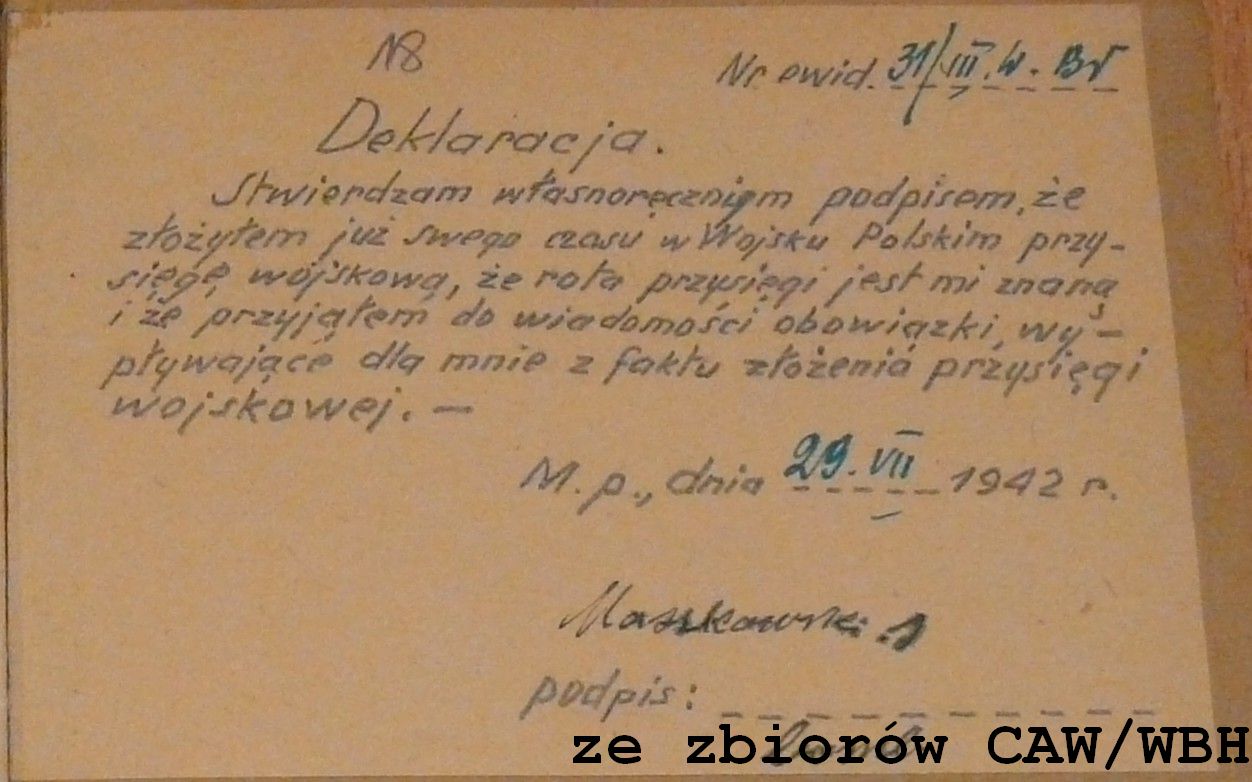 N8
Nr ewid. 31/VII. W. Br
Deklaracja.
Stwierdzam własnoręcznym podpisem, że
złożyłem już swego czasu w Wojsku Polskim przy-
sięgę wojskową, że rota przysięgi jest mi znaną
i że przyjąłem do wiadomości obowiązki, wy-
pływające dla mnie z faktu złożenia przysięgi
wojskowej. —
M. p., dnia 29. VII 1942 r.
Maszkowski
podpis:
ze zbiorów CAW/WBH